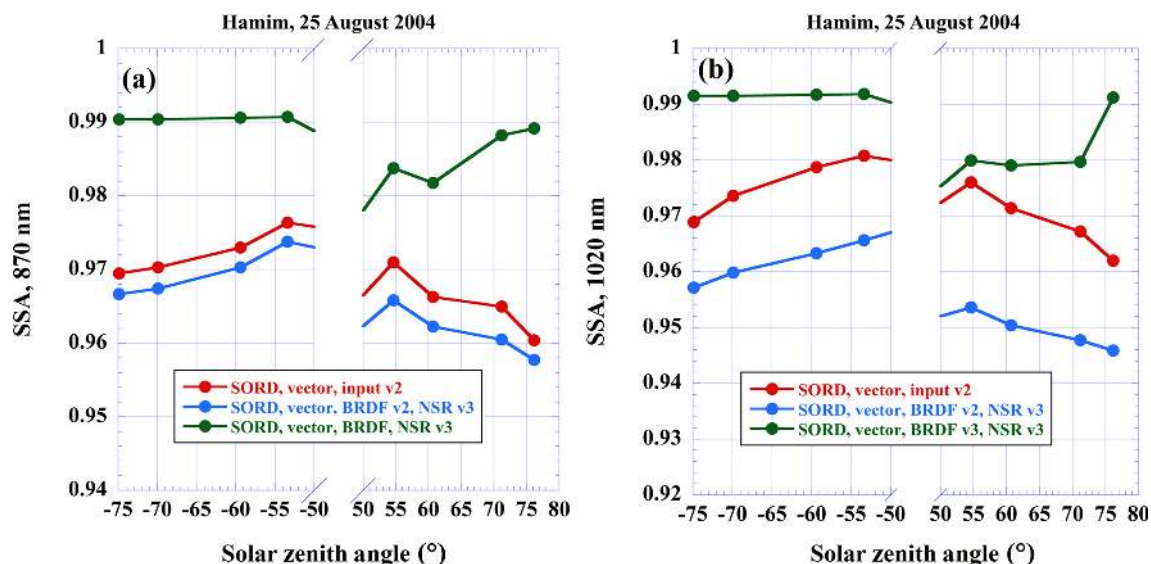 Hamim, 25 August 2004
(a)
SSA, 870 nm
1
0.99
0.98
0.97
0.96
0.95
0.94
SORD, vector, input v2
SORD, vector, BRDF v2, NSR v3
SORD, vector, BRDF, NSR v3
-75 -70 -65 -60 -55 -50 50 55 60 65 70 75 80
Solar zenith angle (°)
Hamim, 25 August 2004
(b)
SSA, 1020 nm
1
0.99
0.98
0.97
0.96
0.95
0.94
0.93
0.92
SORD, vector, input v2
SORD, vector, BRDF v2, NSR v3
SORD, vector, BRDF v3, NSR v3
-75 -70 -65 -60 -55 -50 50 55 60 65 70 75 80
Solar zenith angle (°)